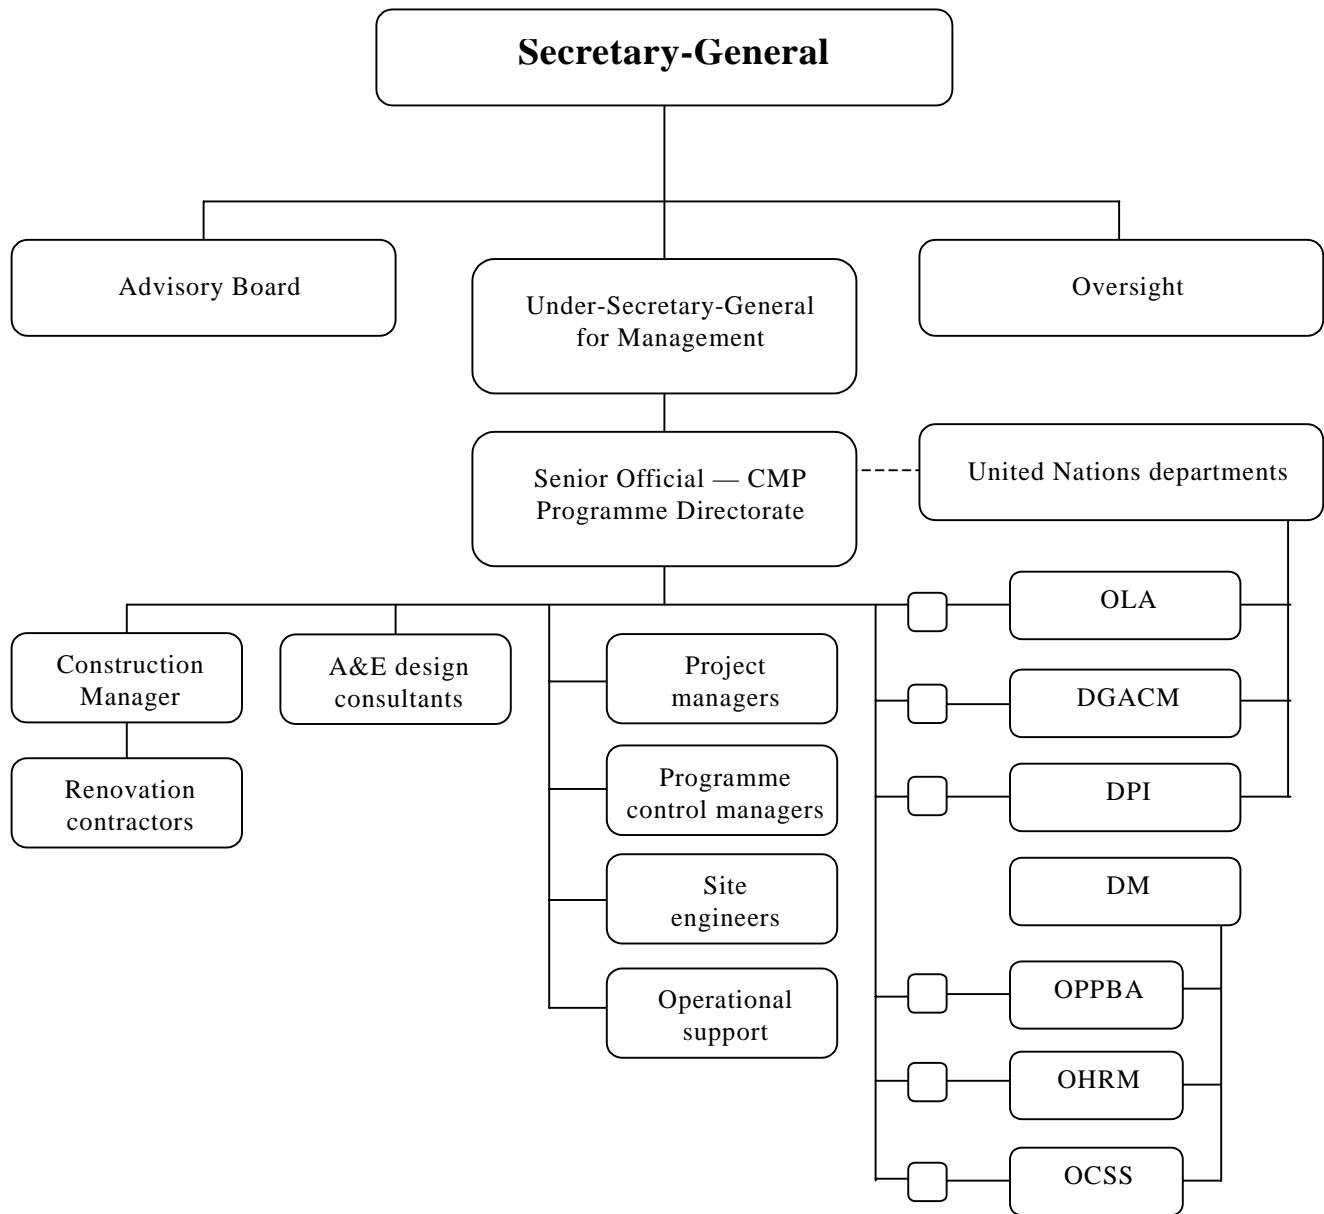 Secretary-General
Advisory Board
Under-Secretary-General
for Management
Oversight
Senior Official — CMP
Programme Directorate
United Nations departments
Construction
Manager
Renovation
contractors
A&E design
consultants
Project
managers
Programme
control managers
Site
engineers
Operational
support
OLA
DGACM
DPI
DM
OPPBA
OHRM
OCSS